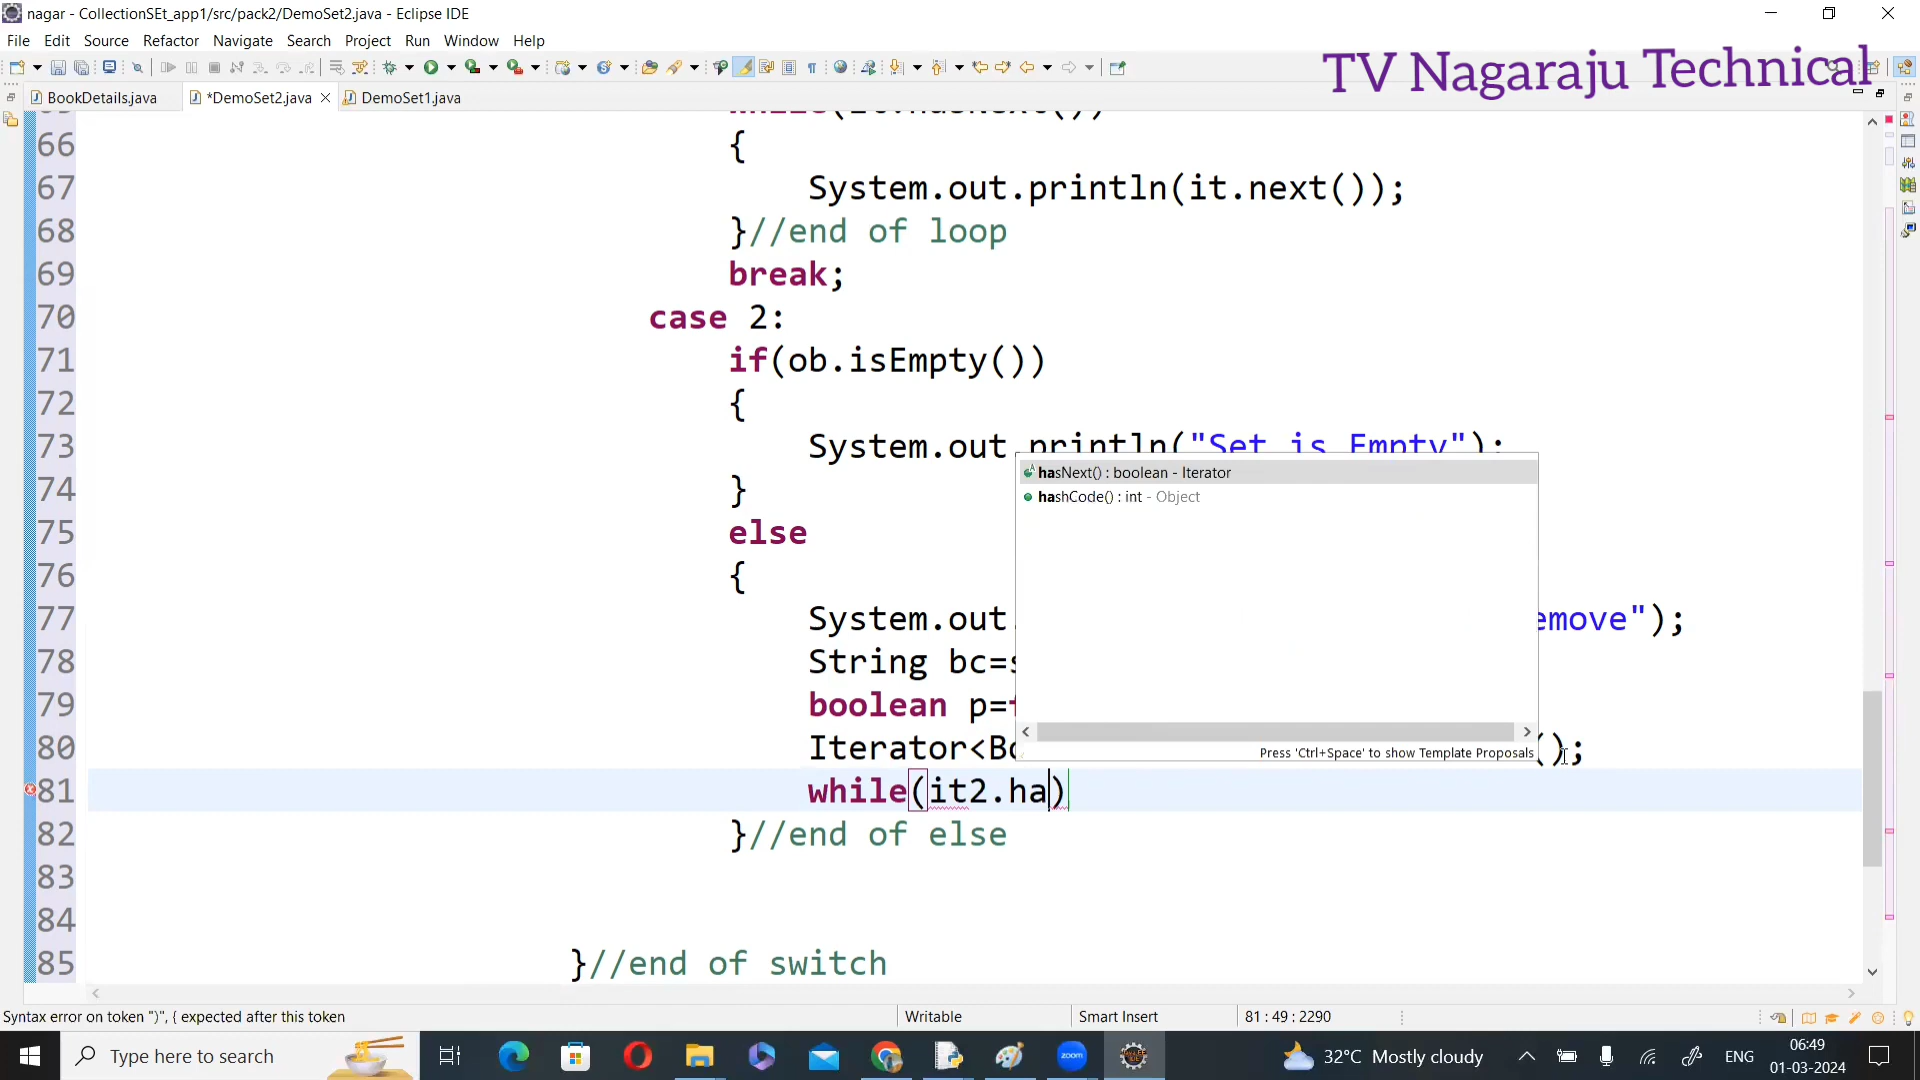 nagar - CollectionSEt_app1/src/pack2/DemoSet2.java - Eclipse IDE
File Edit Source Refactor Navigate Search Project Run Window Help
TV Nagaraju Technical
BookDetails.java *DemoSet2.java DemoSet1.java
66 {
67 System.out.println(it.next());
68 }//end of loop
69 break;
70 case 2:
71 if(ob.isEmpty())
72 {
73 System.out.println("Set is Empty");
74 }
75 else
76 {
77 System.out. emove");
78 String bc=s
79 boolean p=f
80 Iterator<Bo ();
81 while(it2.ha)
82 }//end of else
83
84
85 }//end of switch
hasNext() : boolean - Iterator
hashCode() : int - Object
Press 'Ctrl+Space' to show Template Proposals
Syntax error on token ")", { expected after this token Writable Smart Insert 81 : 49 : 2290
Type here to search zoom 32°C Mostly cloudy ENG 06:49
01-03-2024